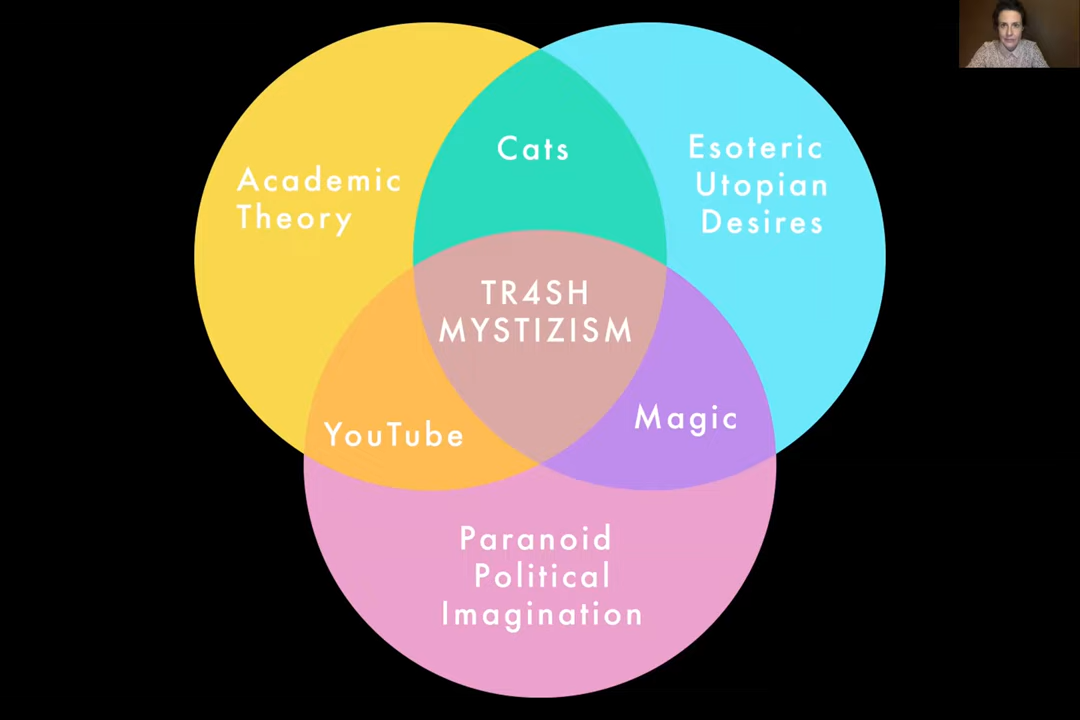 Cats
Esoteric
Utopian
Desires
Academic
Theory
TR4SH
MYSTIZISM
YouTube
Magic
Paranoid
Political
Imagination